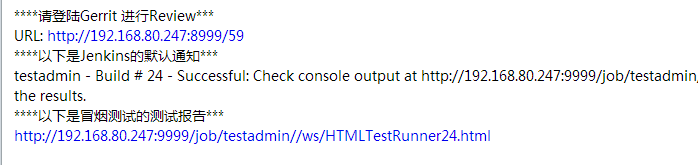 ****请登陆Gerrit 进行Review***
URL: http://192.168.80.247:8999/59
****以下是Jenkins的默认通知***
testadmin - Build # 24 - Successful: Check console output at http://192.168.80.247:9999/job/testadmin,
the results.
****以下是冒烟测试的测试报告***
http://192.168.80.247:9999/job/testadmin//ws/HTMLTestRunner24.html